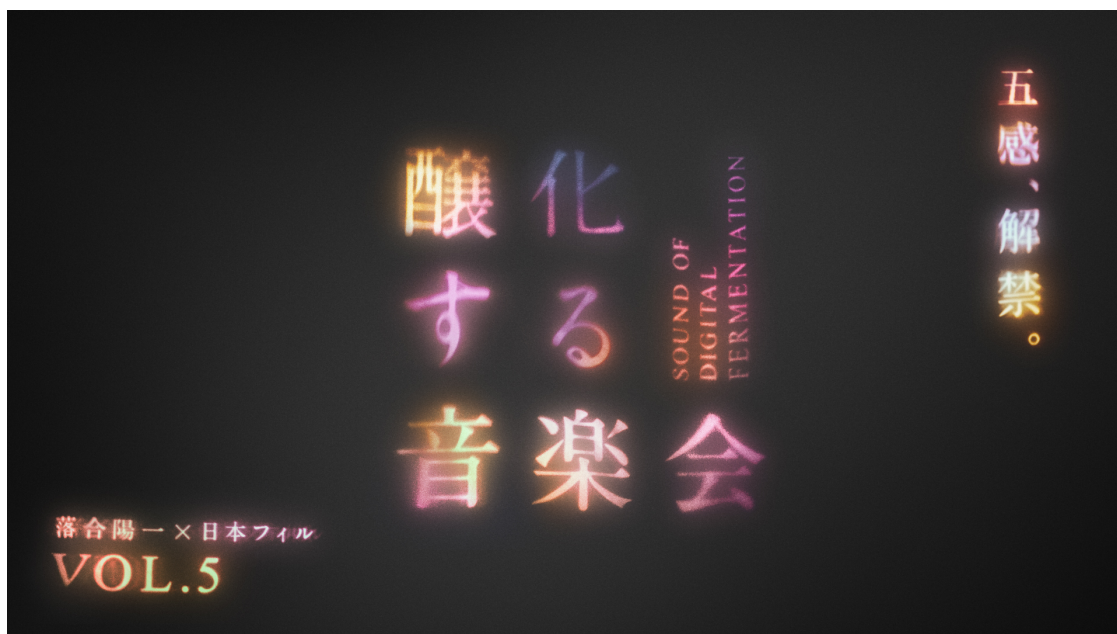 醸化
する
音楽会
SOUND OF
DIGITAL
FERMENTATION
五感、解禁。
落合陽一×日本フィル
VOL.5